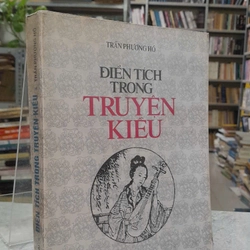 TRẦN PHƯƠNG HỒ
ĐIỂN TÍCH
TRONG
TRUYỆN
KIỀU
ĐIỂN TÍCH TRONG TRUYỆN KIỀU